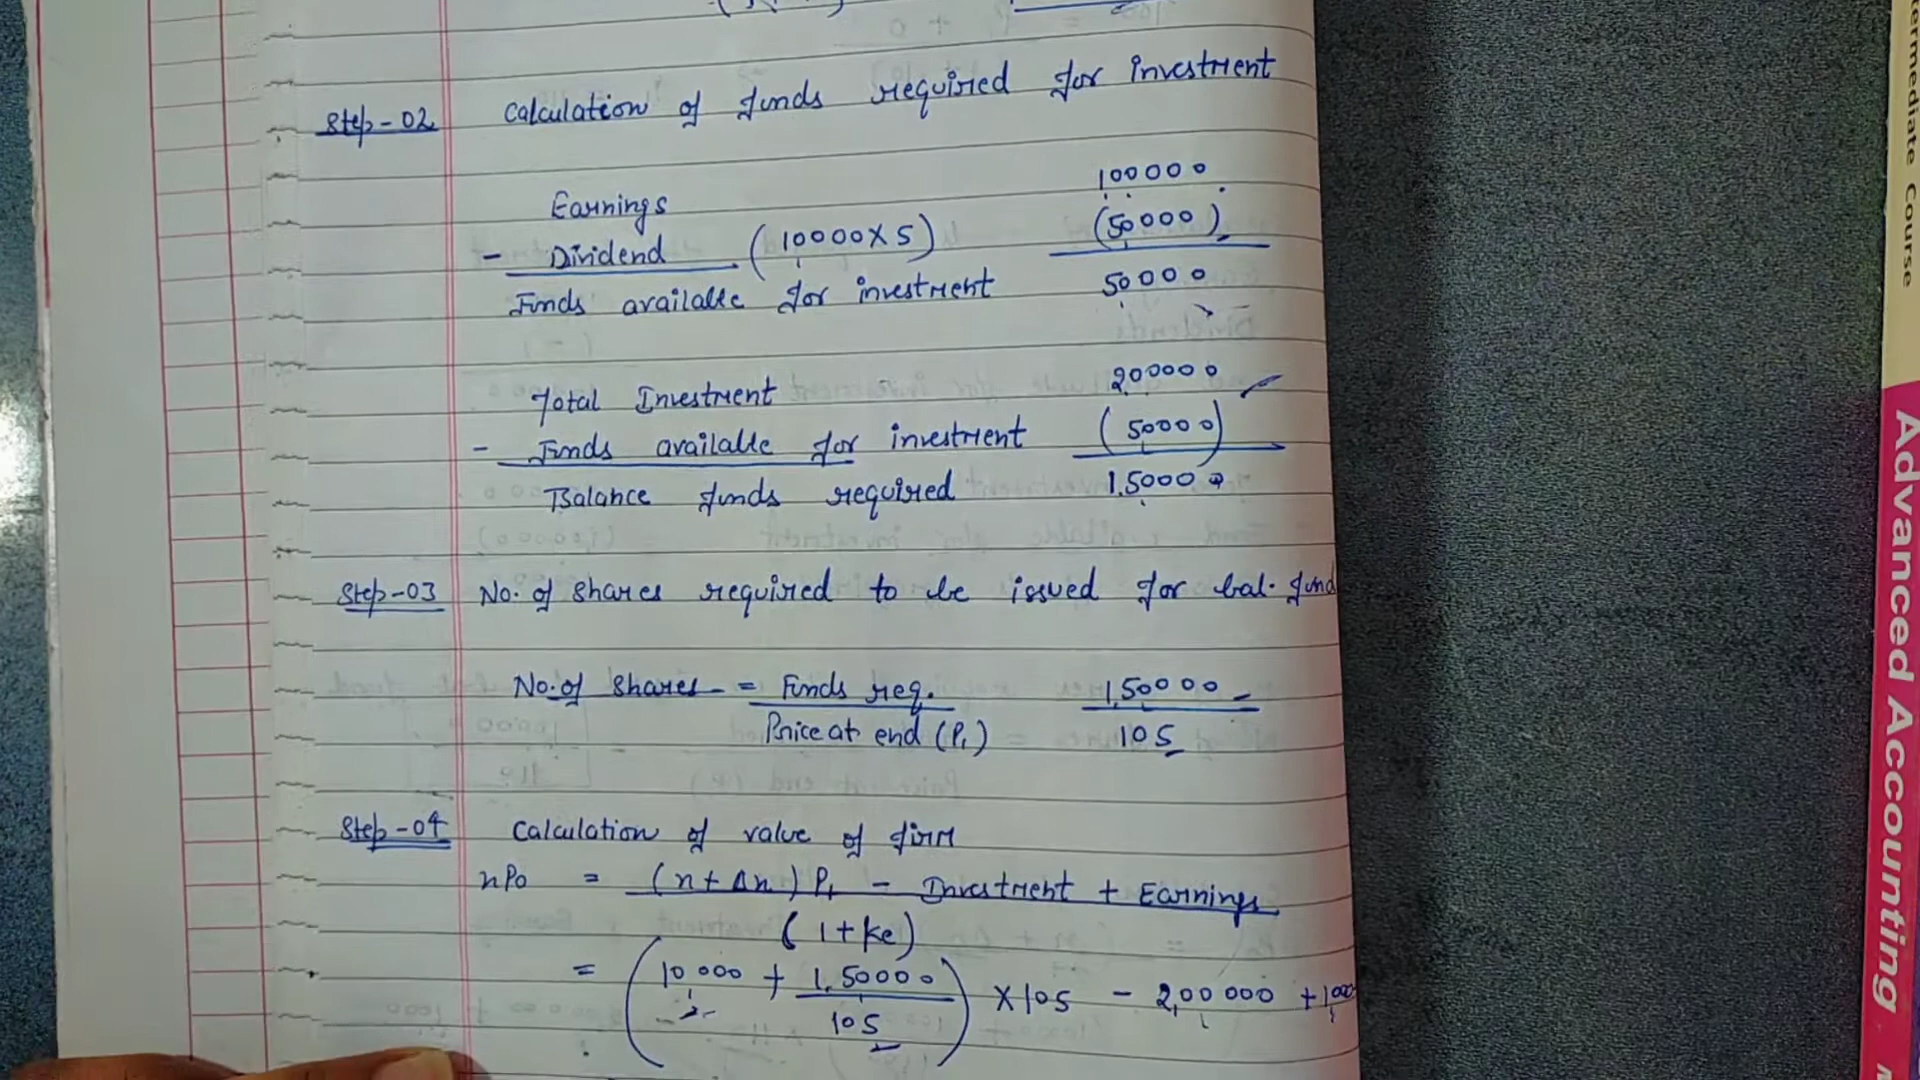 Step-02 Calculation of funds required for investment
Earnings 100000
- Dividend (10000X5) (50000)
Funds available for investment 50000
Total Investment 200000
- Funds available for investment (50000)
Balance funds required 1,50000
Step-03 No. of shares required to be issued for bal. fund
No. of shares = Funds req. 1,50000
Price at end (P₁) 105
Step-04 Calculation of value of firm
nPo = (n+Δn)P₁ - Investment + Earnings
(1+Ke)
= (10000 + 1,50000 ) X105 - 2,00000 +1000
105
termediate Course
Advanced Accounting